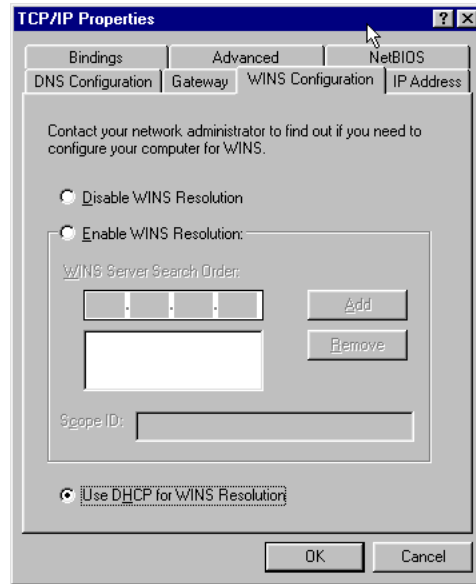 TCP/IP Properties
Bindings Advanced NetBIOS
DNS Configuration Gateway WINS Configuration IP Address
Contact your network administrator to find out if you need to
configure your computer for WINS.
Disable WINS Resolution
Enable WINS Resolution:
WINS Server Search Order:
Add
Remove
Scope ID:
Use DHCP for WINS Resolution
OK Cancel